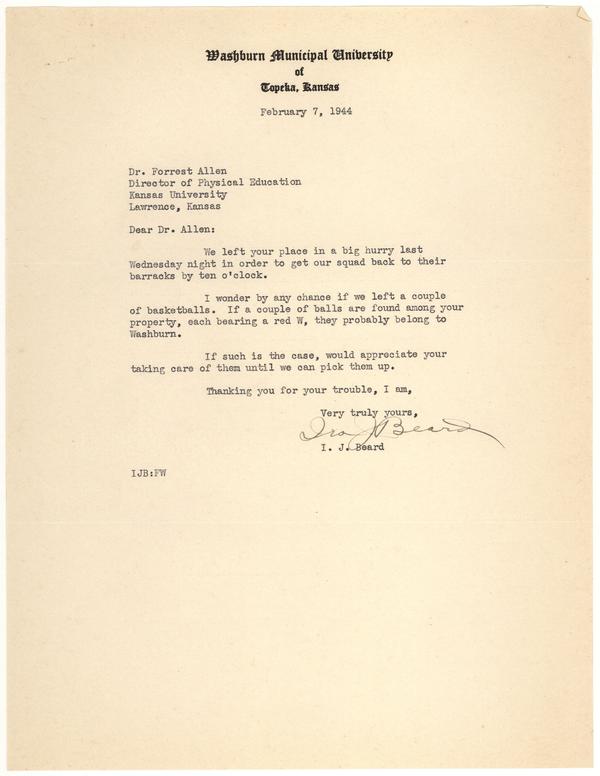 Washburn Municipal University
of
Topeka, Kansas
February 7, 1944
Dr. Forrest Allen
Director of Physical Education
Kansas University
Lawrence, Kansas
Dear Dr. Allen:
We left your place in a big hurry last
Wednesday night in order to get our squad back to their
barracks by ten o'clock.
I wonder by any chance if we left a couple
of basketballs. If a couple of balls are found among your
property, each bearing a red W, they probably belong to
Washburn.
If such is the case, would appreciate your
taking care of them until we can pick them up.
Thanking you for your trouble, I am,
Very truly yours,
Ira J Beard
I. J. Beard
IJB:FW